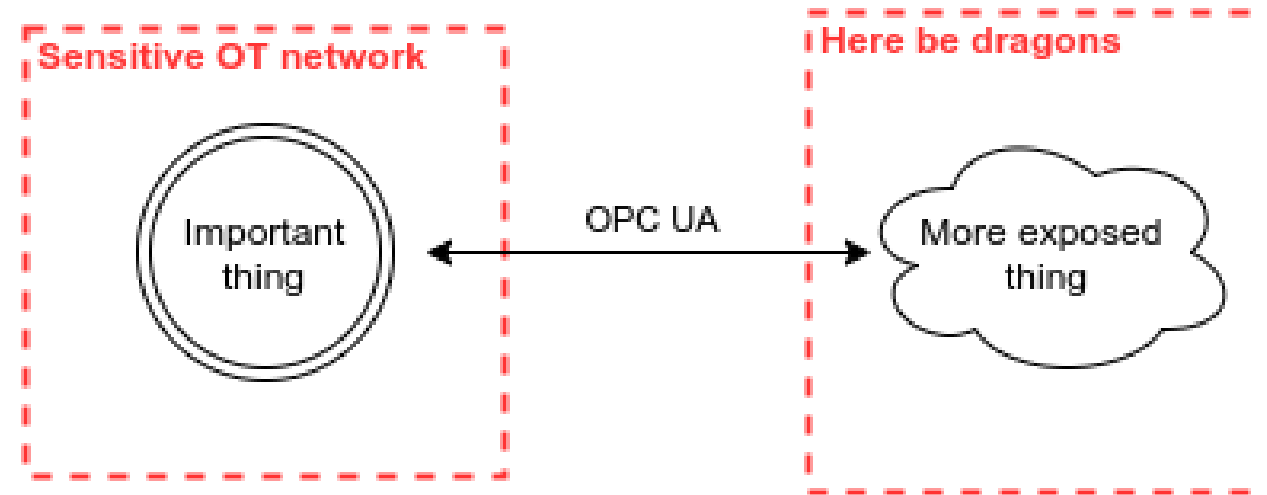 Sensitive OT network
Here be dragons
Important
thing
OPC UA
More exposed
thing